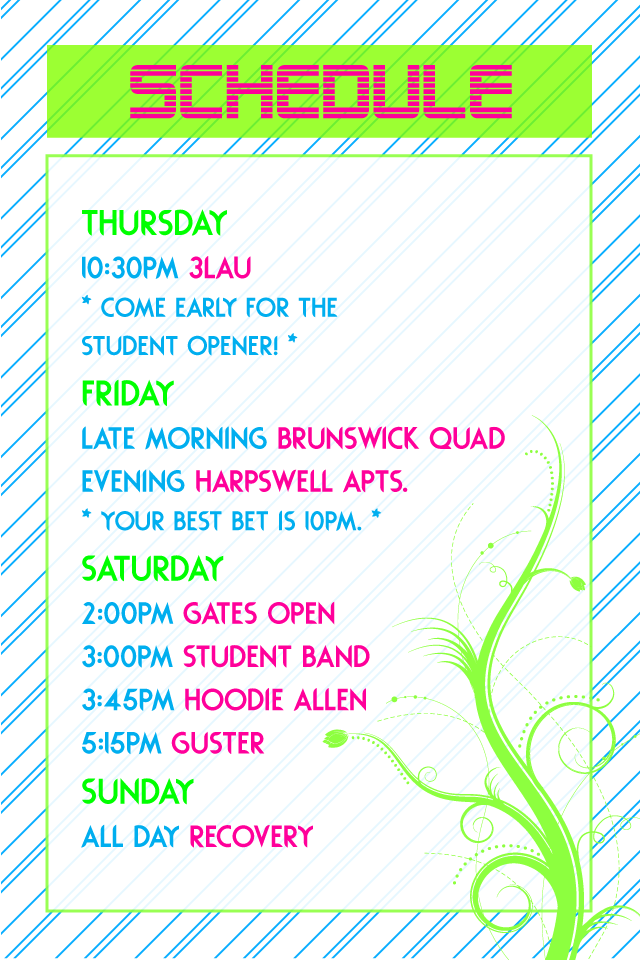 SCHEDULE
THURSDAY
10:30PM 3LAU
* COME EARLY FOR THE
STUDENT OPENER! *
FRIDAY
LATE MORNING BRUNSWICK QUAD
EVENING HARPSWELL APTS.
* YOUR BEST BET IS 10PM. *
SATURDAY
2:00PM GATES OPEN
3:00PM STUDENT BAND
3:45PM HOODIE ALLEN
5:15PM GUSTER
SUNDAY
ALL DAY RECOVERY